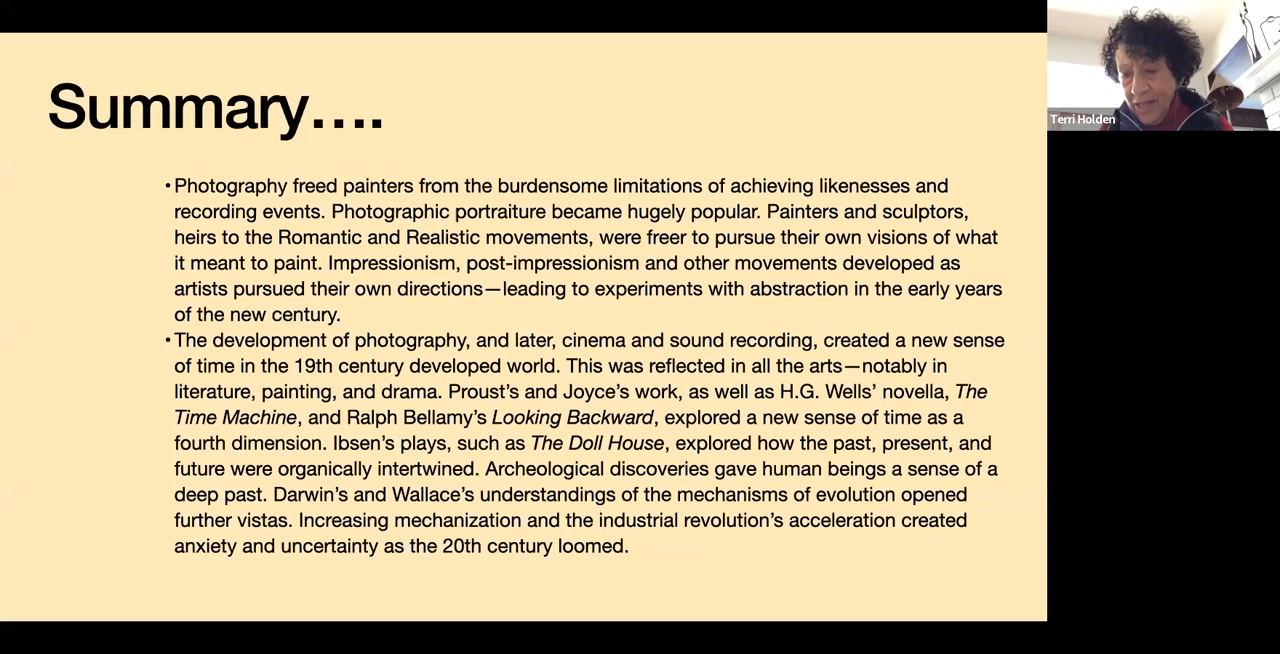 Summary….
• Photography freed painters from the burdensome limitations of achieving likenesses and
recording events. Photographic portraiture became hugely popular. Painters and sculptors,
heirs to the Romantic and Realistic movements, were freer to pursue their own visions of what
it meant to paint. Impressionism, post-impressionism and other movements developed as
artists pursued their own directions—leading to experiments with abstraction in the early years
of the new century.
• The development of photography, and later, cinema and sound recording, created a new sense
of time in the 19th century developed world. This was reflected in all the arts—notably in
literature, painting, and drama. Proust’s and Joyce’s work, as well as H.G. Wells’ novella, The
Time Machine, and Ralph Bellamy’s Looking Backward, explored a new sense of time as a
fourth dimension. Ibsen’s plays, such as The Doll House, explored how the past, present, and
future were organically intertwined. Archeological discoveries gave human beings a sense of a
deep past. Darwin’s and Wallace’s understandings of the mechanisms of evolution opened
further vistas. Increasing mechanization and the industrial revolution’s acceleration created
anxiety and uncertainty as the 20th century loomed.
Terri Holden